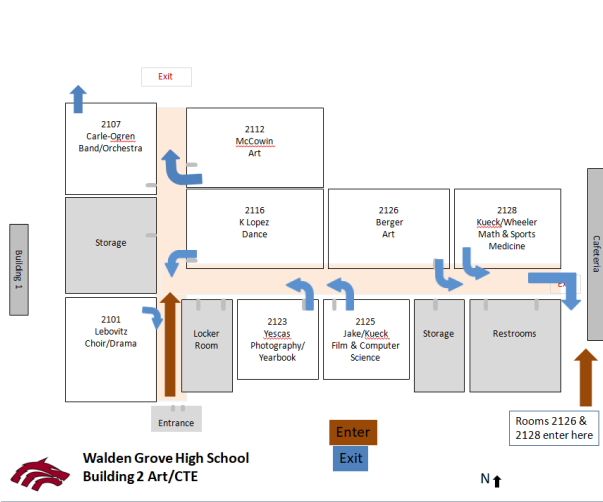 Exit
2107
Carle-Ogren
Band/Orchestra
2112
McCowin
Art
2116
K Lopez
Dance
2126
Berger
Art
2128
Kueck/Wheeler
Math & Sports
Medicine
Storage
Building 1
Cafeteria
2101
Lebovitz
Choir/Drama
Locker
Room
2123
Yescas
Photography/
Yearbook
2125
Jake/Kueck
Film & Computer
Science
Storage
Restrooms
Entrance
Enter
Exit
Rooms 2126 &
2128 enter here
Walden Grove High School
Building 2 Art/CTE
N